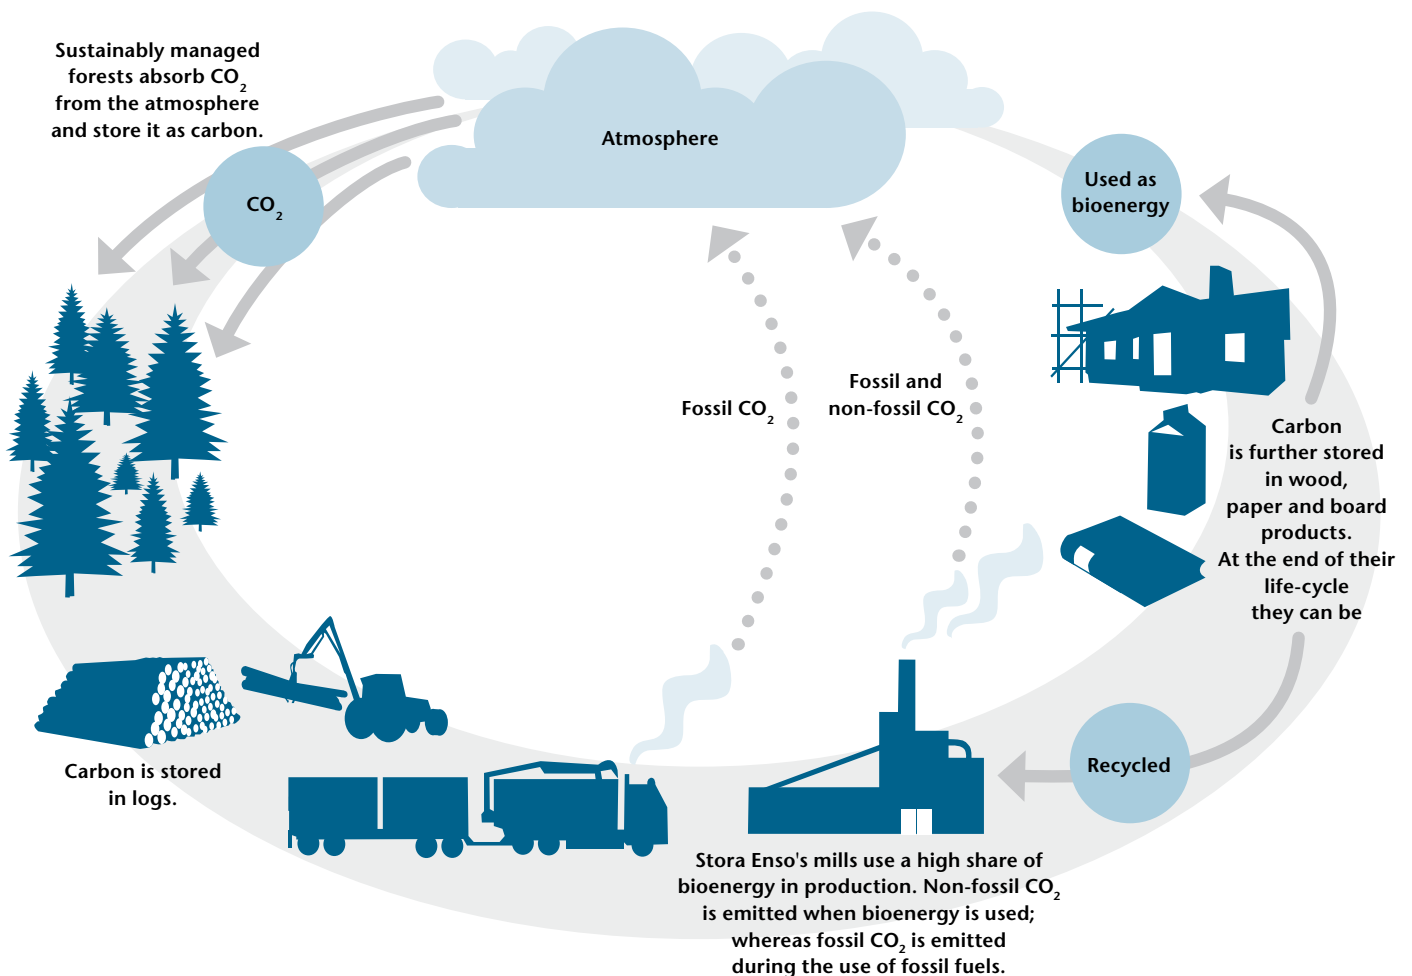 Sustainably managed
forests absorb CO₂
from the atmosphere
and store it as carbon.
Atmosphere
CO₂
Used as
bioenergy
Fossil CO₂
Fossil and
non-fossil CO₂
Carbon
is further stored
in wood,
paper and board
products.
At the end of their
life-cycle
they can be
Recycled
Carbon is stored
in logs.
Stora Enso's mills use a high share of
bioenergy in production. Non-fossil CO₂
is emitted when bioenergy is used;
whereas fossil CO₂ is emitted
during the use of fossil fuels.